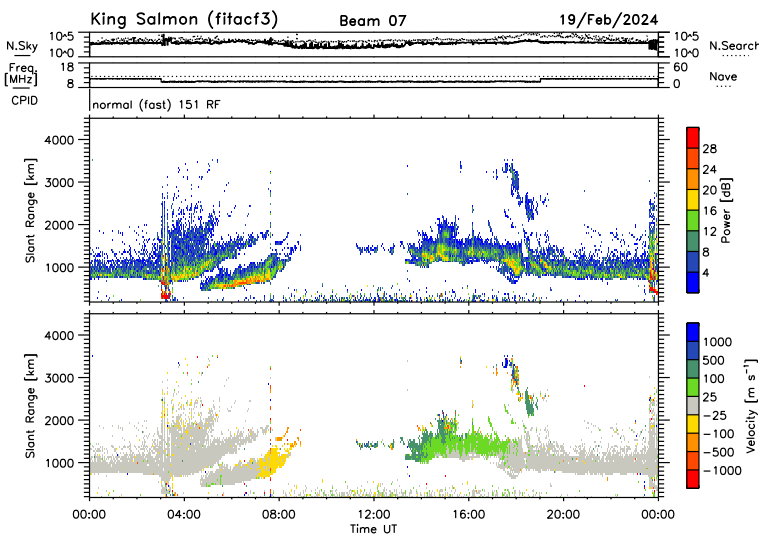 King Salmon (fitacf3) Beam 07 19/Feb/2024
N.Sky 10^5 10^0 10^5 10^0 N.Search
Freq. [MHz] 18 8 60 0 Nave
CPID normal (fast) 151 RF
Slant Range [km] 4000 3000 2000 1000
28 24 20 16 12 8 4 Power [dB]
Slant Range [km] 4000 3000 2000 1000
1000 500 100 25 −25 −100 −500 −1000 Velocity [m s⁻¹]
00:00 04:00 08:00 12:00 16:00 20:00 00:00
Time UT